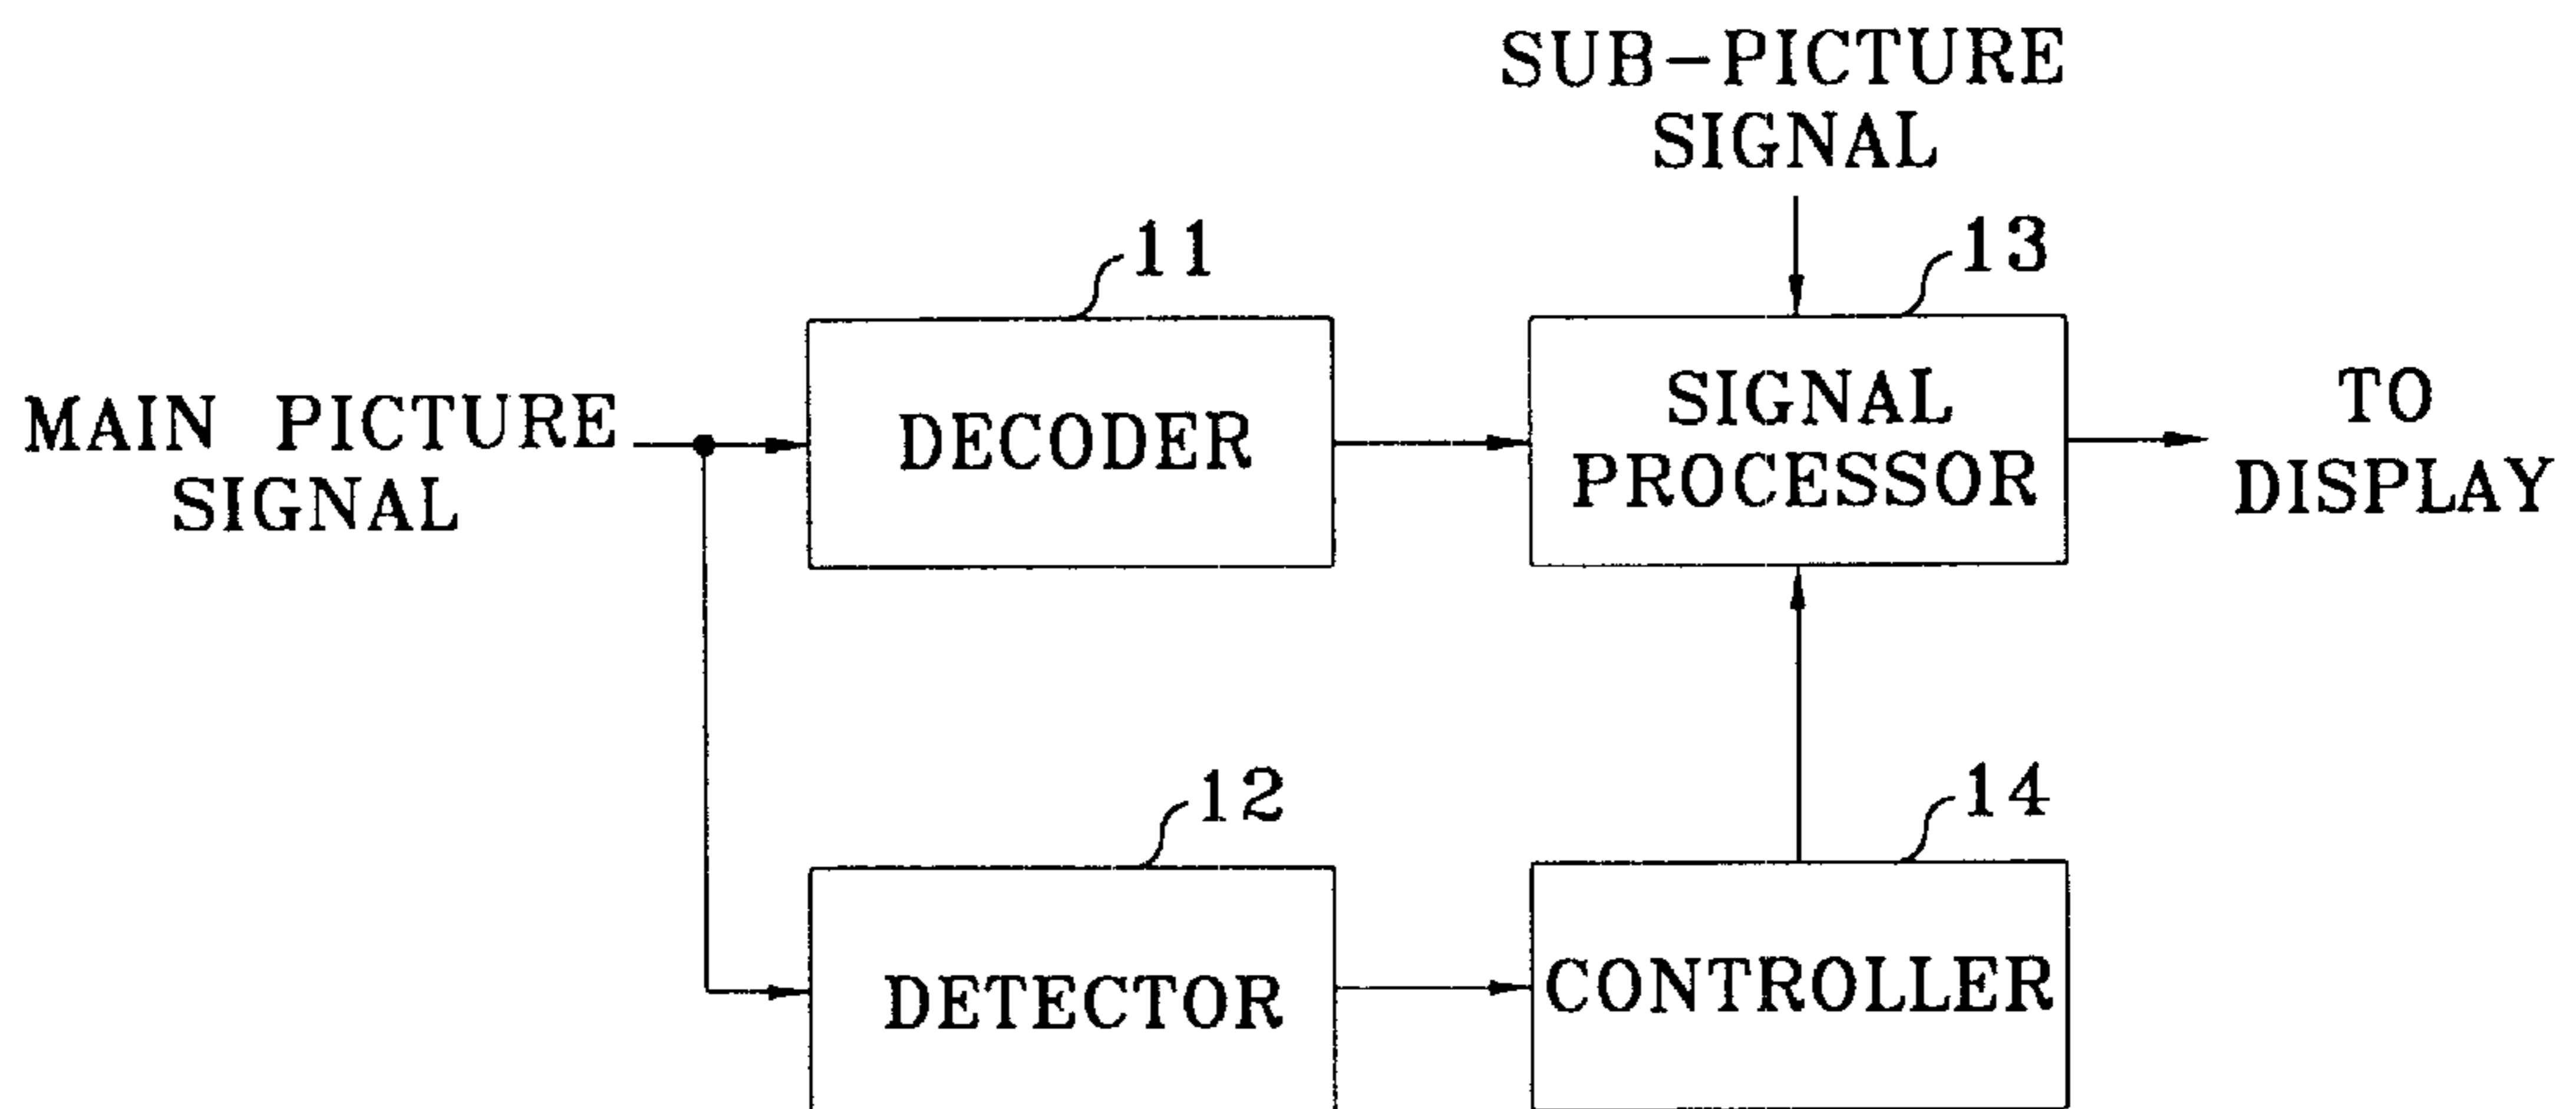 SUB-PICTURE
SIGNAL
11
13
MAIN PICTURE
SIGNAL
DECODER
SIGNAL
PROCESSOR
TO
DISPLAY
12
14
DETECTOR
CONTROLLER